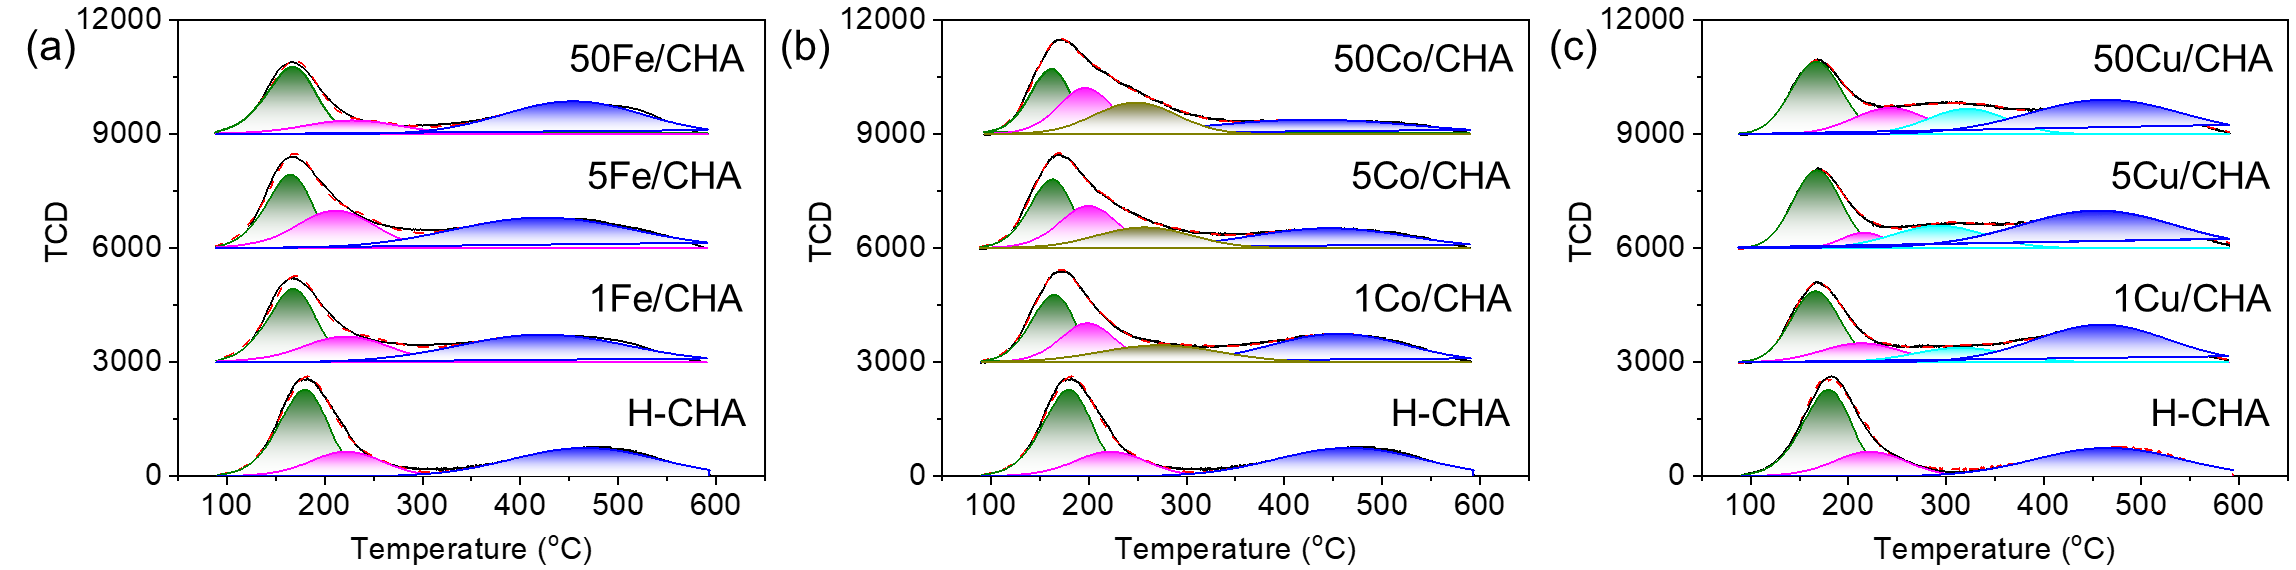 (a)
TCD
12000
9000
6000
3000
0
50Fe/CHA
5Fe/CHA
1Fe/CHA
H-CHA
100 200 300 400 500 600
Temperature (°C)
(b)
TCD
12000
9000
6000
3000
0
50Co/CHA
5Co/CHA
1Co/CHA
H-CHA
100 200 300 400 500 600
Temperature (°C)
(c)
TCD
12000
9000
6000
3000
0
50Cu/CHA
5Cu/CHA
1Cu/CHA
H-CHA
100 200 300 400 500 600
Temperature (°C)